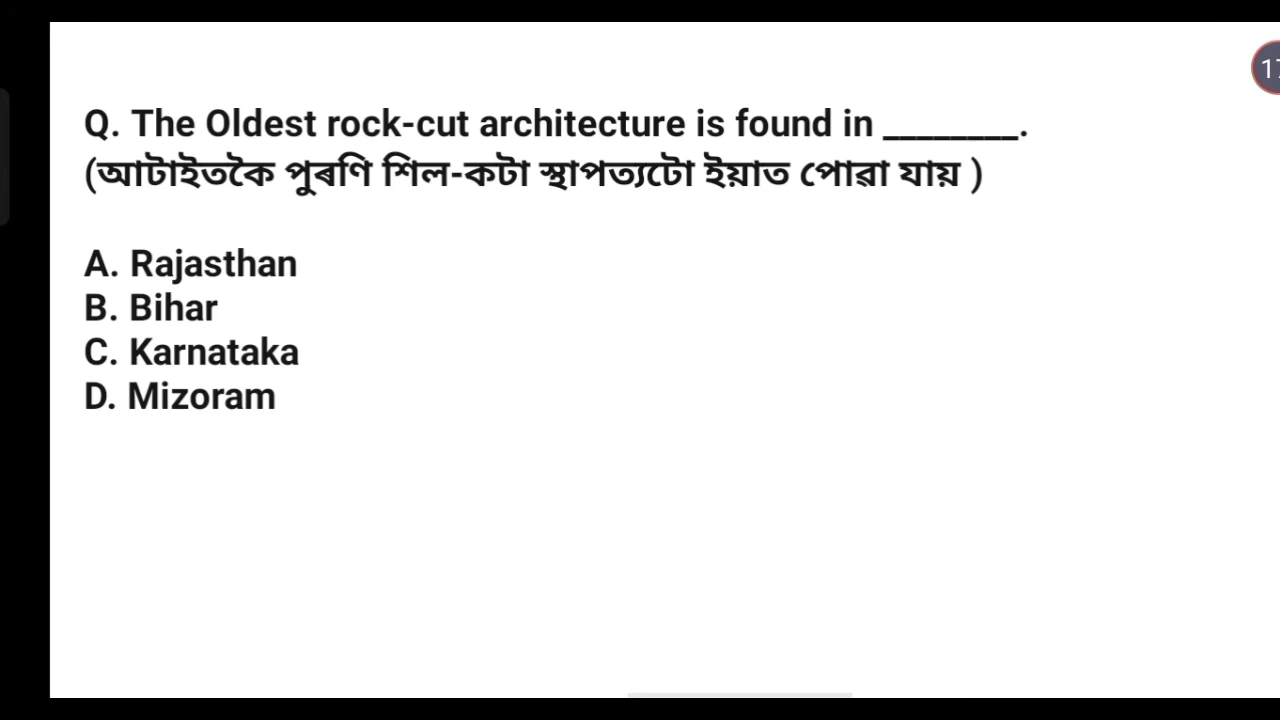 Q. The Oldest rock-cut architecture is found in ________.
(আটাইতকৈ পুৰণি শিল-কটা স্থাপত্যটো ইয়াত পোৱা যায় )
A. Rajasthan
B. Bihar
C. Karnataka
D. Mizoram